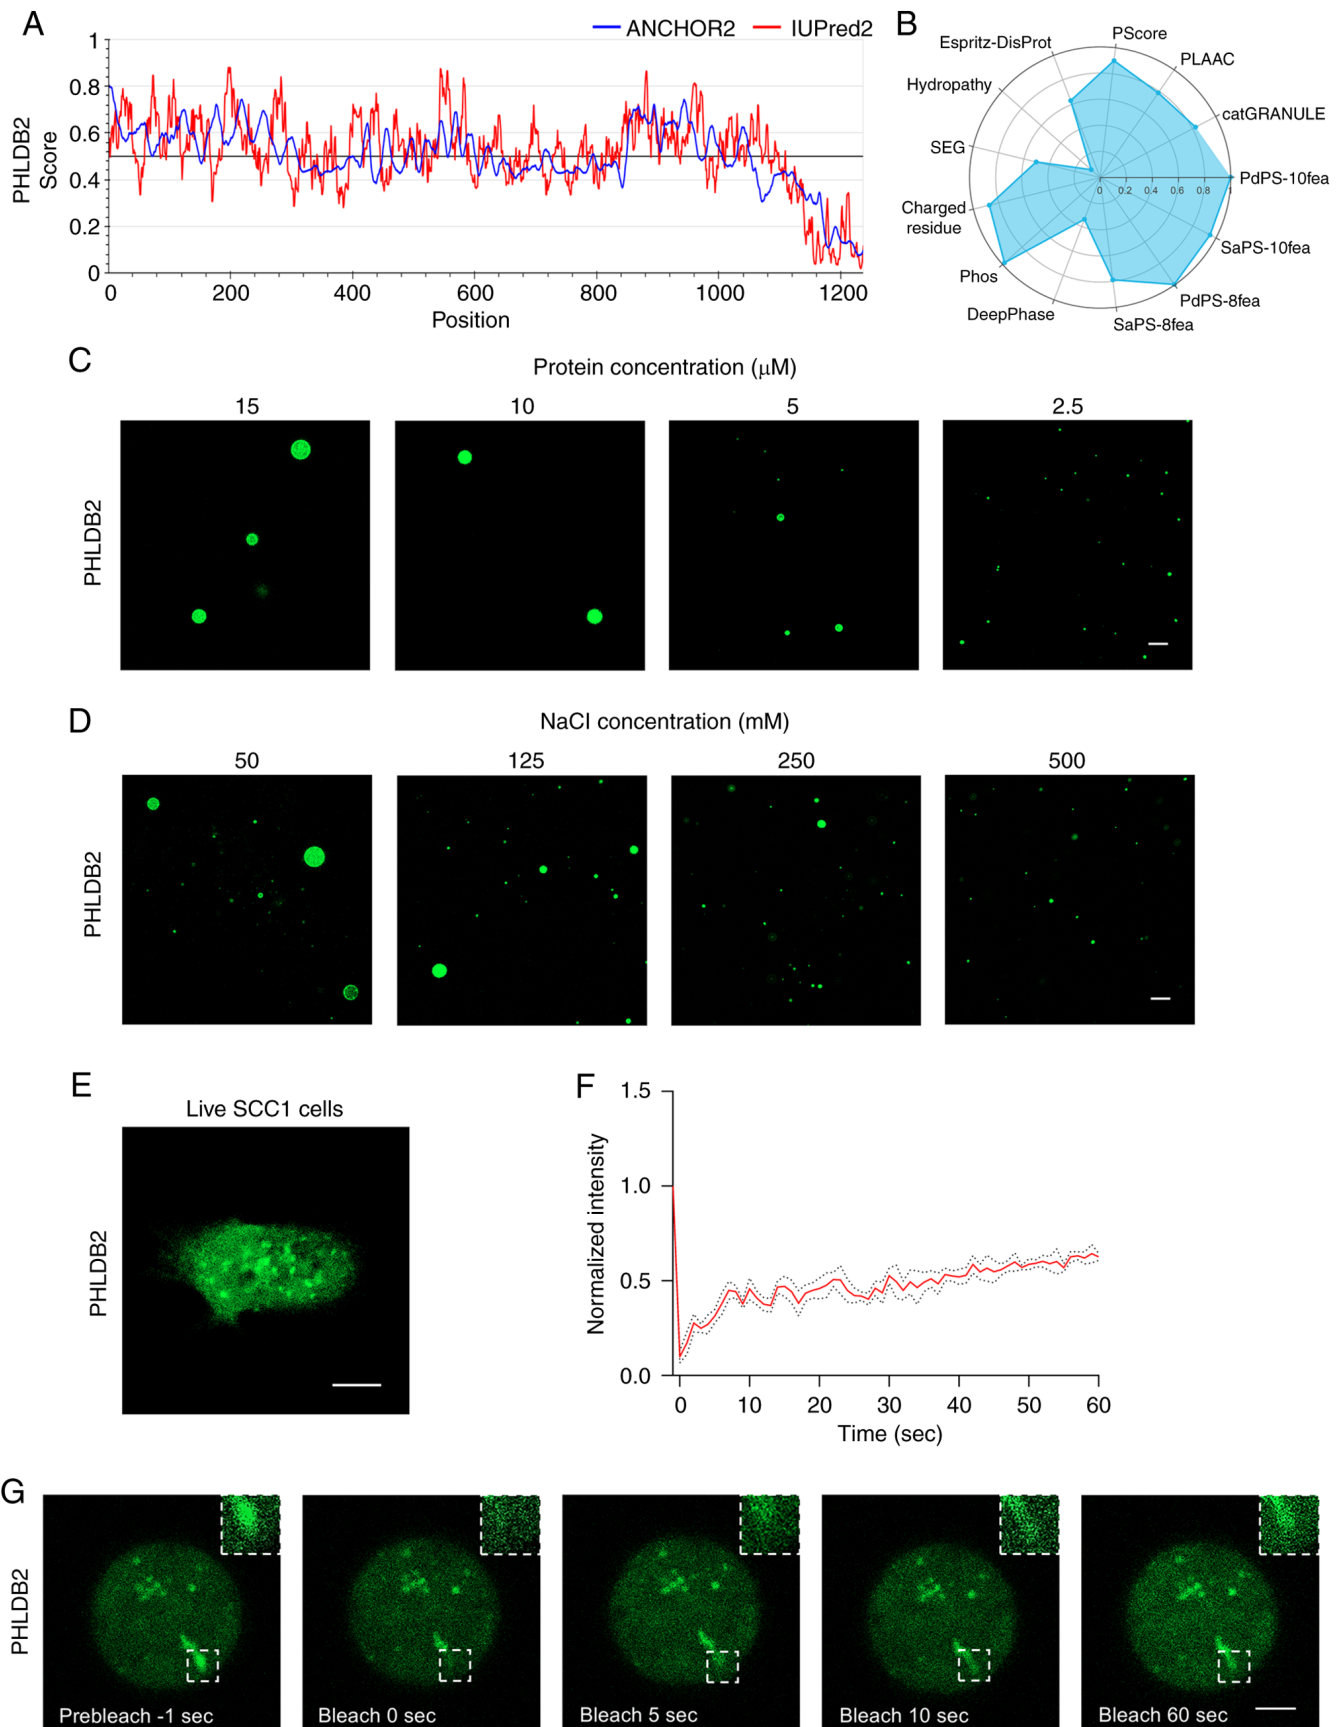 A
ANCHOR2 IUPred2
PHLDB2
Score
1
0.8
0.6
0.4
0.2
0
0 200 400 600 800 1000 1200
Position
B
PScore
Espritz-DisProt
PLAAC
Hydropathy
catGRANULE
SEG
PdPS-10fea
0 0.2 0.4 0.6 0.8 1
Charged
residue
SaPS-10fea
Phos
PdPS-8fea
DeepPhase
SaPS-8fea
C
Protein concentration (μM)
15 10 5 2.5
PHLDB2
D
NaCl concentration (mM)
50 125 250 500
PHLDB2
E
Live SCC1 cells
PHLDB2
F
Normalized intensity
1.5
1.0
0.5
0.0
0 10 20 30 40 50 60
Time (sec)
G
PHLDB2
Prebleach -1 sec
Bleach 0 sec
Bleach 5 sec
Bleach 10 sec
Bleach 60 sec